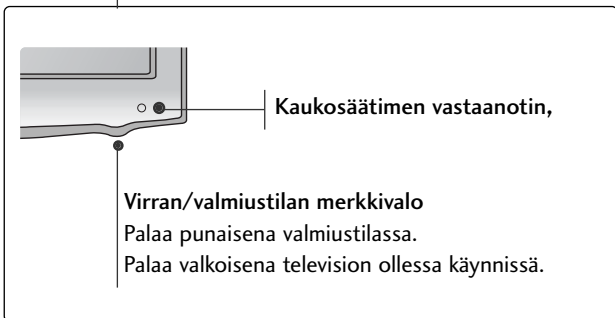 Kaukosäätimen vastaanotin,
Virran/valmiustilan merkkivalo
Palaa punaisena valmiustilassa.
Palaa valkoisena television ollessa käynnissä.